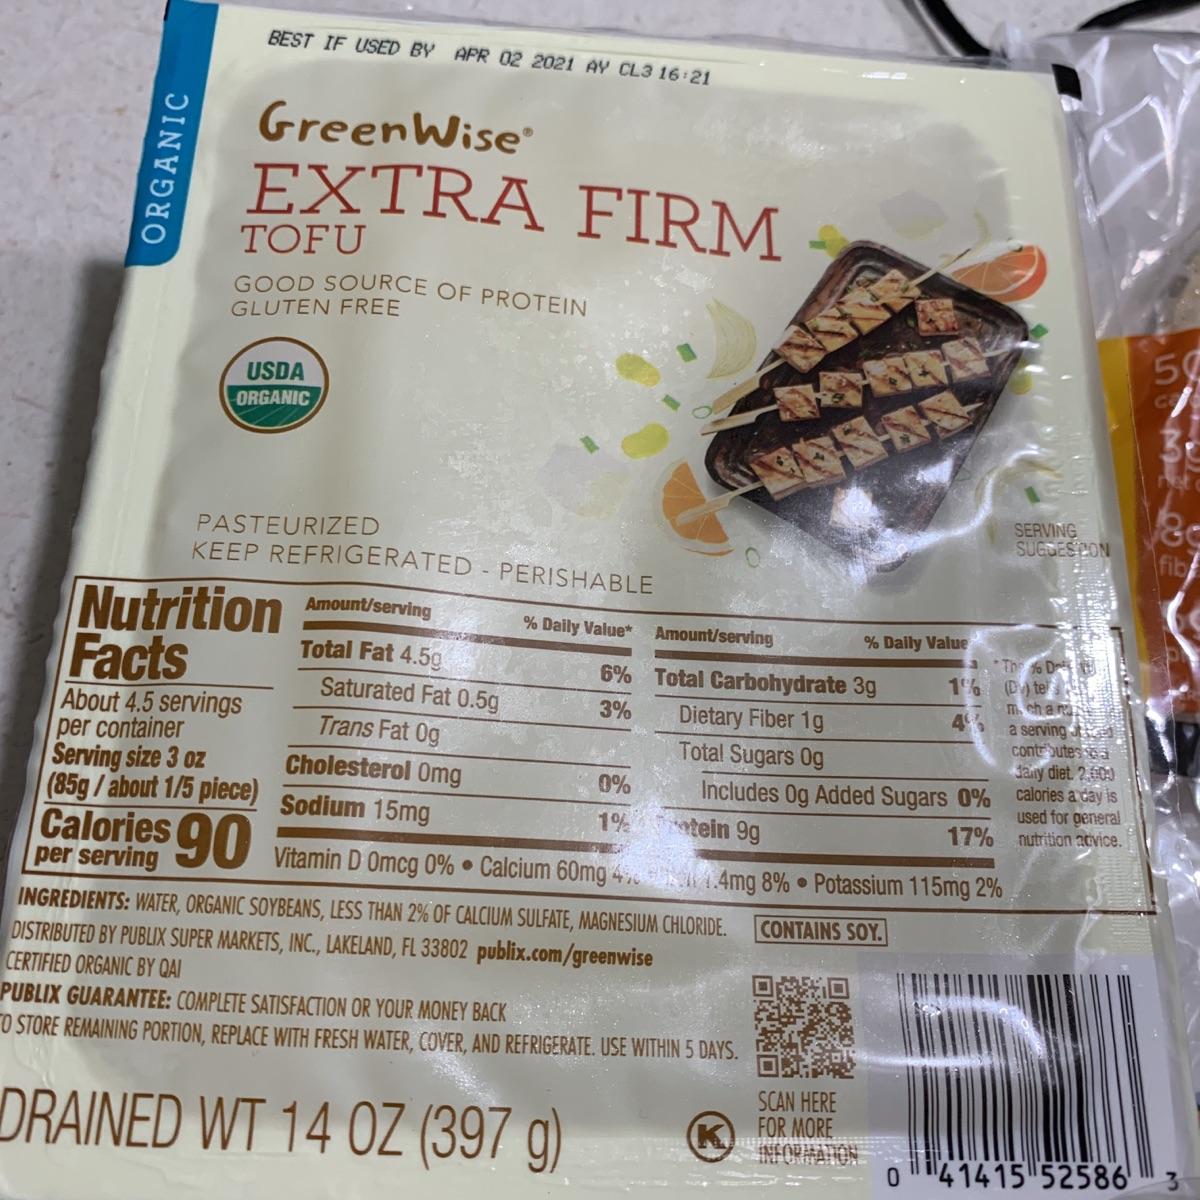 BEST IF USED BY APR 02 2021 AY CL3 16:21
ORGANIC
GreenWise®
EXTRA FIRM
TOFU
GOOD SOURCE OF PROTEIN
GLUTEN FREE
USDA
ORGANIC
SERVING
SUGGESTION
PASTEURIZED
KEEP REFRIGERATED - PERISHABLE
Nutrition
Facts
About 4.5 servings
per container
Serving size 3 oz
(85g / about 1/5 piece)
Calories 90
per serving
Amount/serving % Daily Value*
Total Fat 4.5g 6%
Saturated Fat 0.5g 3%
Trans Fat 0g
Cholesterol 0mg 0%
Sodium 15mg 1%
Amount/serving % Daily Value
Total Carbohydrate 3g 1%
Dietary Fiber 1g 4%
Total Sugars 0g
Includes 0g Added Sugars 0%
Protein 9g 17%
Vitamin D 0mcg 0% • Calcium 60mg 4% 1.4mg 8% • Potassium 115mg 2%
* The % Daily
(DV) tells
much a
a serving
contributes to a
daily diet. 2,000
calories a day is
used for general
nutrition advice.
INGREDIENTS: WATER, ORGANIC SOYBEANS, LESS THAN 2% OF CALCIUM SULFATE, MAGNESIUM CHLORIDE.
CONTAINS SOY.
DISTRIBUTED BY PUBLIX SUPER MARKETS, INC., LAKELAND, FL 33802 publix.com/greenwise
CERTIFIED ORGANIC BY QAI
PUBLIX GUARANTEE: COMPLETE SATISFACTION OR YOUR MONEY BACK
TO STORE REMAINING PORTION, REPLACE WITH FRESH WATER, COVER, AND REFRIGERATE. USE WITHIN 5 DAYS.
DRAINED WT 14 OZ (397 g)
K
SCAN HERE
FOR MORE
INFORMATION
0 41415 52586 3